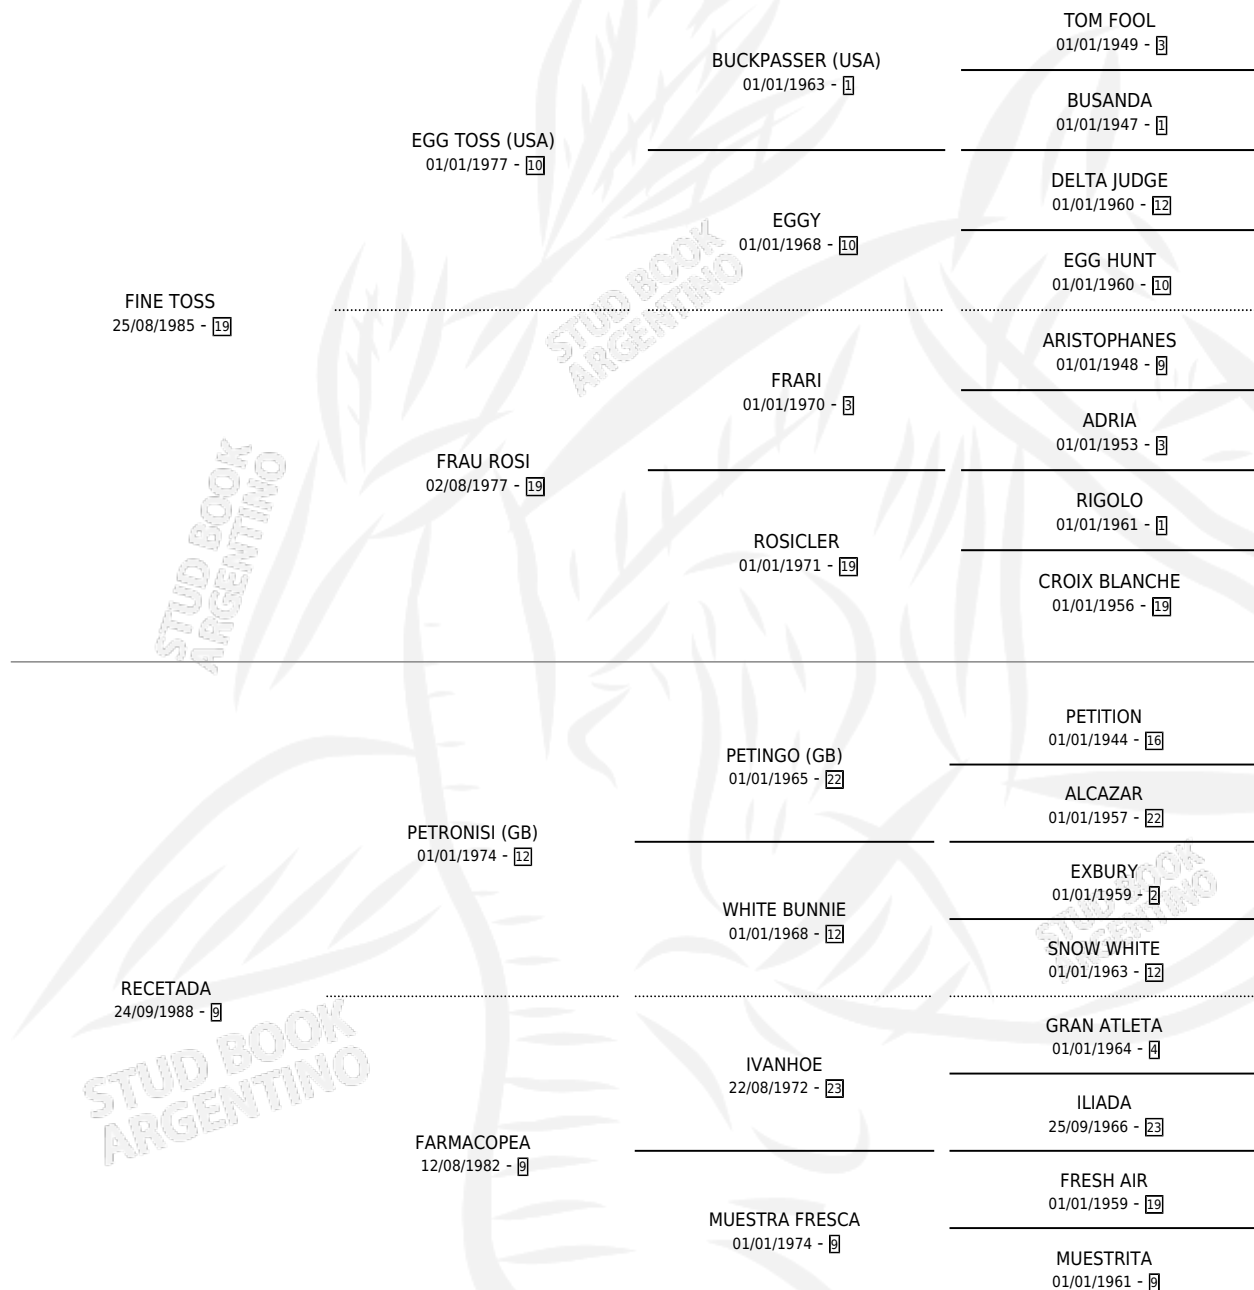 TOM FOOL
01/01/1949 - 3
BUCKPASSER (USA)
01/01/1963 - 1
BUSANDA
01/01/1947 - 1
EGG TOSS (USA)
01/01/1977 - 10
DELTA JUDGE
01/01/1960 - 12
EGGY
01/01/1968 - 10
EGG HUNT
01/01/1960 - 10
FINE TOSS
25/08/1985 - 19
STUD BOOK
ARGENTINO
ARISTOPHANES
01/01/1948 - 9
FRARI
01/01/1970 - 3
ADRIA
01/01/1953 - 3
FRAU ROSI
02/08/1977 - 19
RIGOLO
01/01/1961 - 1
ROSICLER
01/01/1971 - 19
CROIX BLANCHE
01/01/1956 - 19
STUD BOOK
ARGENTINO
PETITION
01/01/1944 - 16
PETINGO (GB)
01/01/1965 - 22
ALCAZAR
01/01/1957 - 22
PETRONISI (GB)
01/01/1974 - 12
EXBURY
01/01/1959 - 2
WHITE BUNNIE
01/01/1968 - 12
STUD BOOK
ARGENTINO
SNOW WHITE
01/01/1963 - 12
RECETADA
24/09/1988 - 9
STUD BOOK
ARGENTINO
GRAN ATLETA
01/01/1964 - 4
IVANHOE
22/08/1972 - 23
ILIADA
25/09/1966 - 23
FARMACOPEA
12/08/1982 - 9
FRESH AIR
01/01/1959 - 19
MUESTRA FRESCA
01/01/1974 - 9
MUESTRITA
01/01/1961 - 9